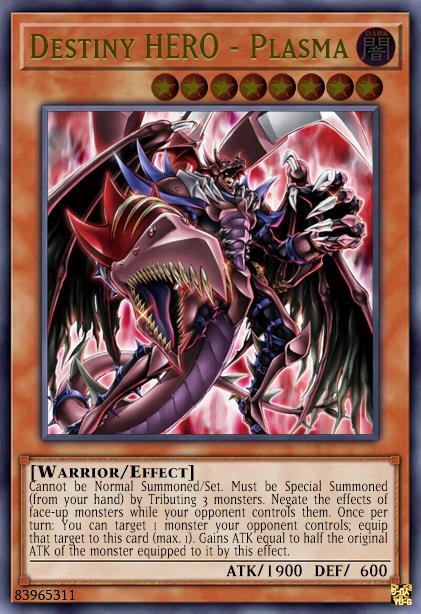 Destiny HERO - Plasma
DARK
闇
[Warrior/Effect]
Cannot be Normal Summoned/Set. Must be Special Summoned
(from your hand) by Tributing 3 monsters. Negate the effects of
face-up monsters while your opponent controls them. Once per
turn: You can target 1 monster your opponent controls; equip
that target to this card (max. 1). Gains ATK equal to half the original
ATK of the monster equipped to it by this effect.
ATK/1900 DEF/ 600
83965311